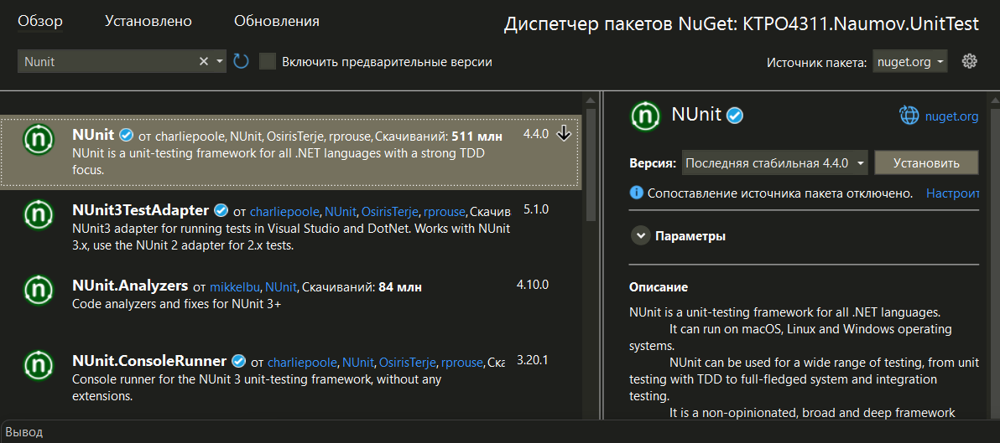 Обзор Установлено Обновления
Диспетчер пакетов NuGet: КТРО4311.Naumov.UnitTest
Nunit
Включить предварительные версии
Источник пакета: nuget.org
NUnit от charliepoole, NUnit, OsirisTerje, rprouse, Скачиваний: 511 млн 4.4.0
NUnit is a unit-testing framework for all .NET languages with a strong TDD
focus.
NUnit3TestAdapter от charliepoole, NUnit, OsirisTerje, rprouse, Скачив 5.1.0
NUnit3 adapter for running tests in Visual Studio and DotNet. Works with NUnit
3.x, use the NUnit 2 adapter for 2.x tests.
NUnit.Analyzers от mikkelbu, NUnit, Скачиваний: 84 млн 4.10.0
Code analyzers and fixes for NUnit 3+
NUnit.ConsoleRunner от charliepoole, NUnit, OsirisTerje, rprouse, Ска 3.20.1
Console runner for the NUnit 3 unit-testing framework, without any
extensions.
NUnit nuget.org
Версия: Последняя стабильная 4.4.0 Установить
Сопоставление источника пакета отключено. Настроит
Параметры
Описание
NUnit is a unit-testing framework for all .NET languages.
It can run on macOS, Linux and Windows operating
systems.
NUnit can be used for a wide range of testing, from unit
testing with TDD to full-fledged system and integration
testing.
It is a non-opinionated, broad and deep framework
Вывод